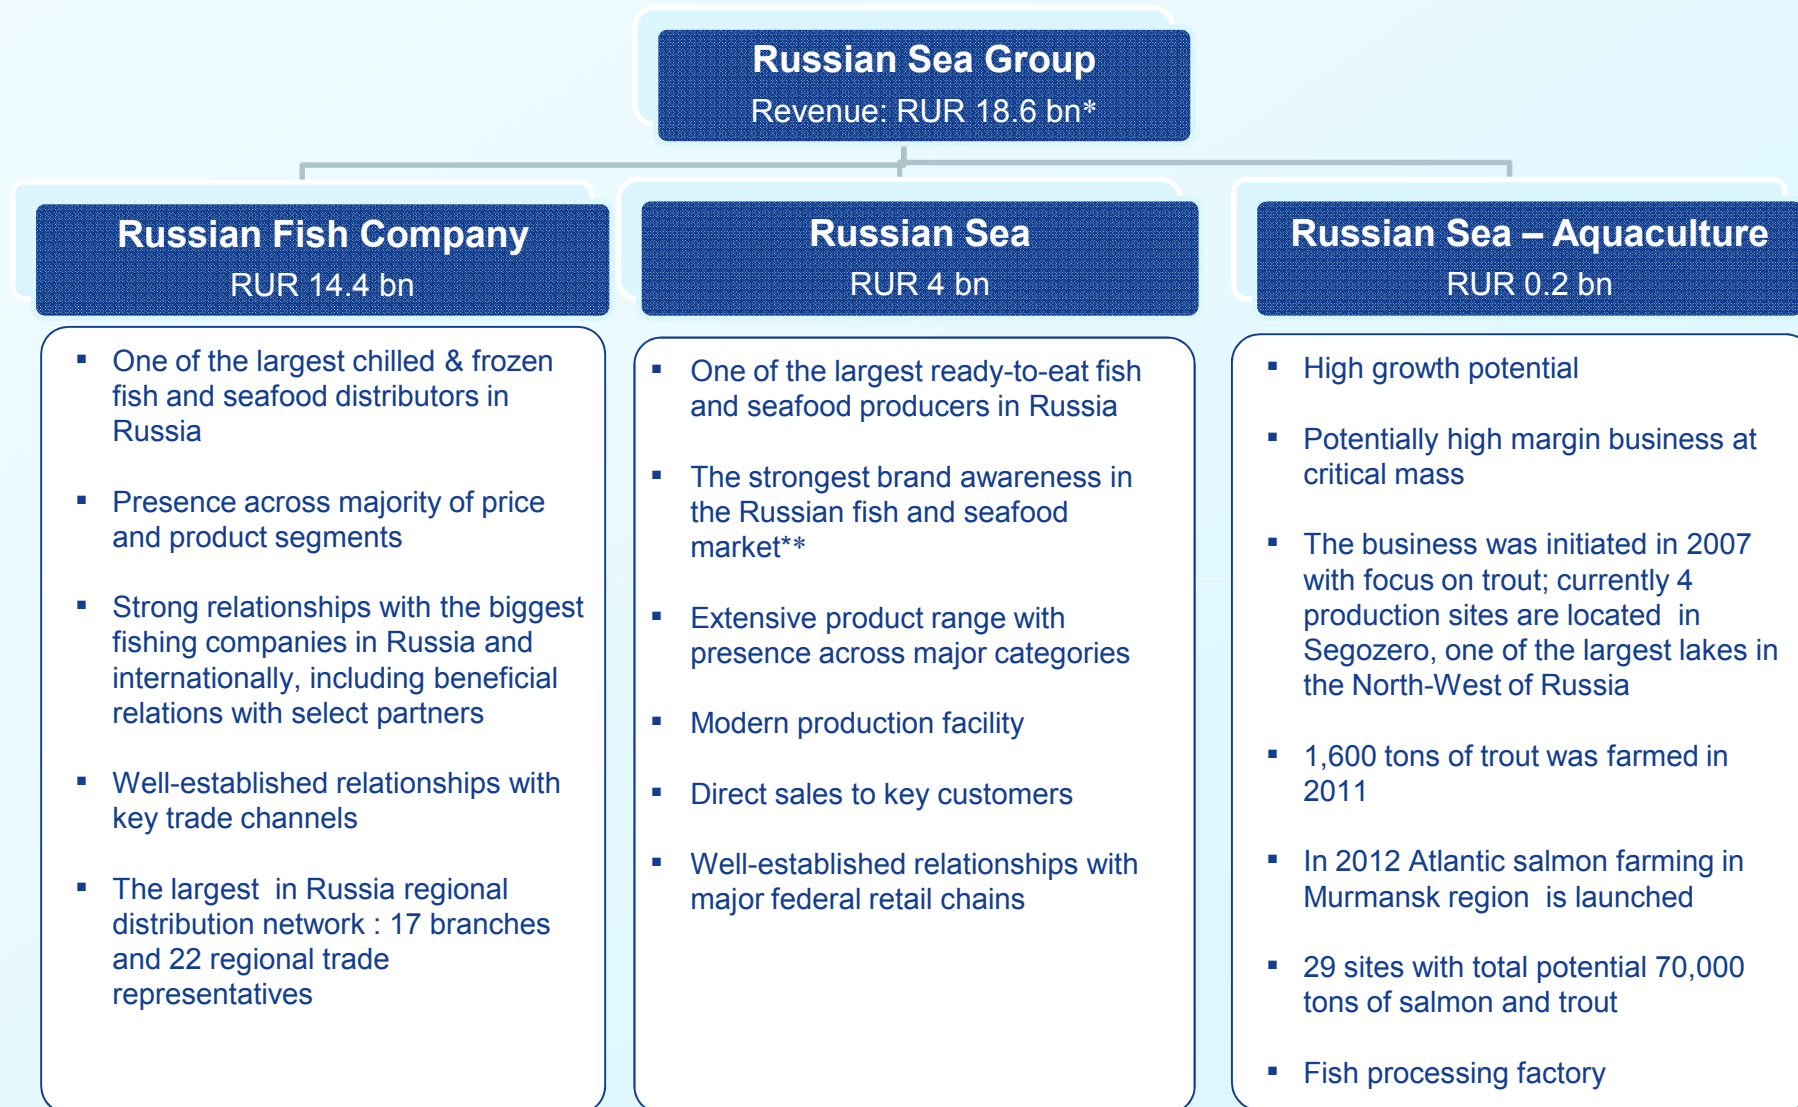 Russian Sea Group
Revenue: RUR 18.6 bn*
Russian Fish Company
RUR 14.4 bn
▪ One of the largest chilled & frozen
fish and seafood distributors in
Russia
▪ Presence across majority of price
and product segments
▪ Strong relationships with the biggest
fishing companies in Russia and
internationally, including beneficial
relations with select partners
▪ Well-established relationships with
key trade channels
▪ The largest in Russia regional
distribution network : 17 branches
and 22 regional trade
representatives
Russian Sea
RUR 4 bn
▪ One of the largest ready-to-eat fish
and seafood producers in Russia
▪ The strongest brand awareness in
the Russian fish and seafood
market**
▪ Extensive product range with
presence across major categories
▪ Modern production facility
▪ Direct sales to key customers
▪ Well-established relationships with
major federal retail chains
Russian Sea – Aquaculture
RUR 0.2 bn
▪ High growth potential
▪ Potentially high margin business at
critical mass
▪ The business was initiated in 2007
with focus on trout; currently 4
production sites are located in
Segozero, one of the largest lakes in
the North-West of Russia
▪ 1,600 tons of trout was farmed in
2011
▪ In 2012 Atlantic salmon farming in
Murmansk region is launched
▪ 29 sites with total potential 70,000
tons of salmon and trout
▪ Fish processing factory